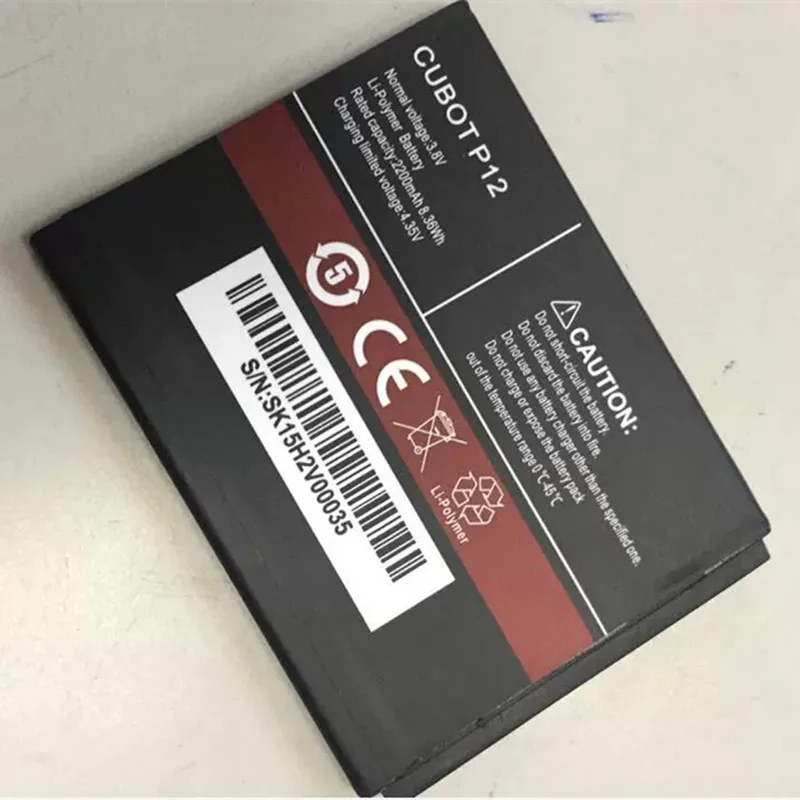 CUBOT P12
Normal voltage:3.8V
Li-Polymer Battery
Rated capacity:2200mAh 8.36Wh
Charging limited voltage:4.35V
CAUTION:
Do not short-circuit the battery.
Do not discard the battery into fire.
Do not use any battery charger other than the specified one.
Do not charge or expose the battery pack
out of the temperature range 0 ℃-45℃
5
CE
Li-Polymer
S/N:SK15H2V00035